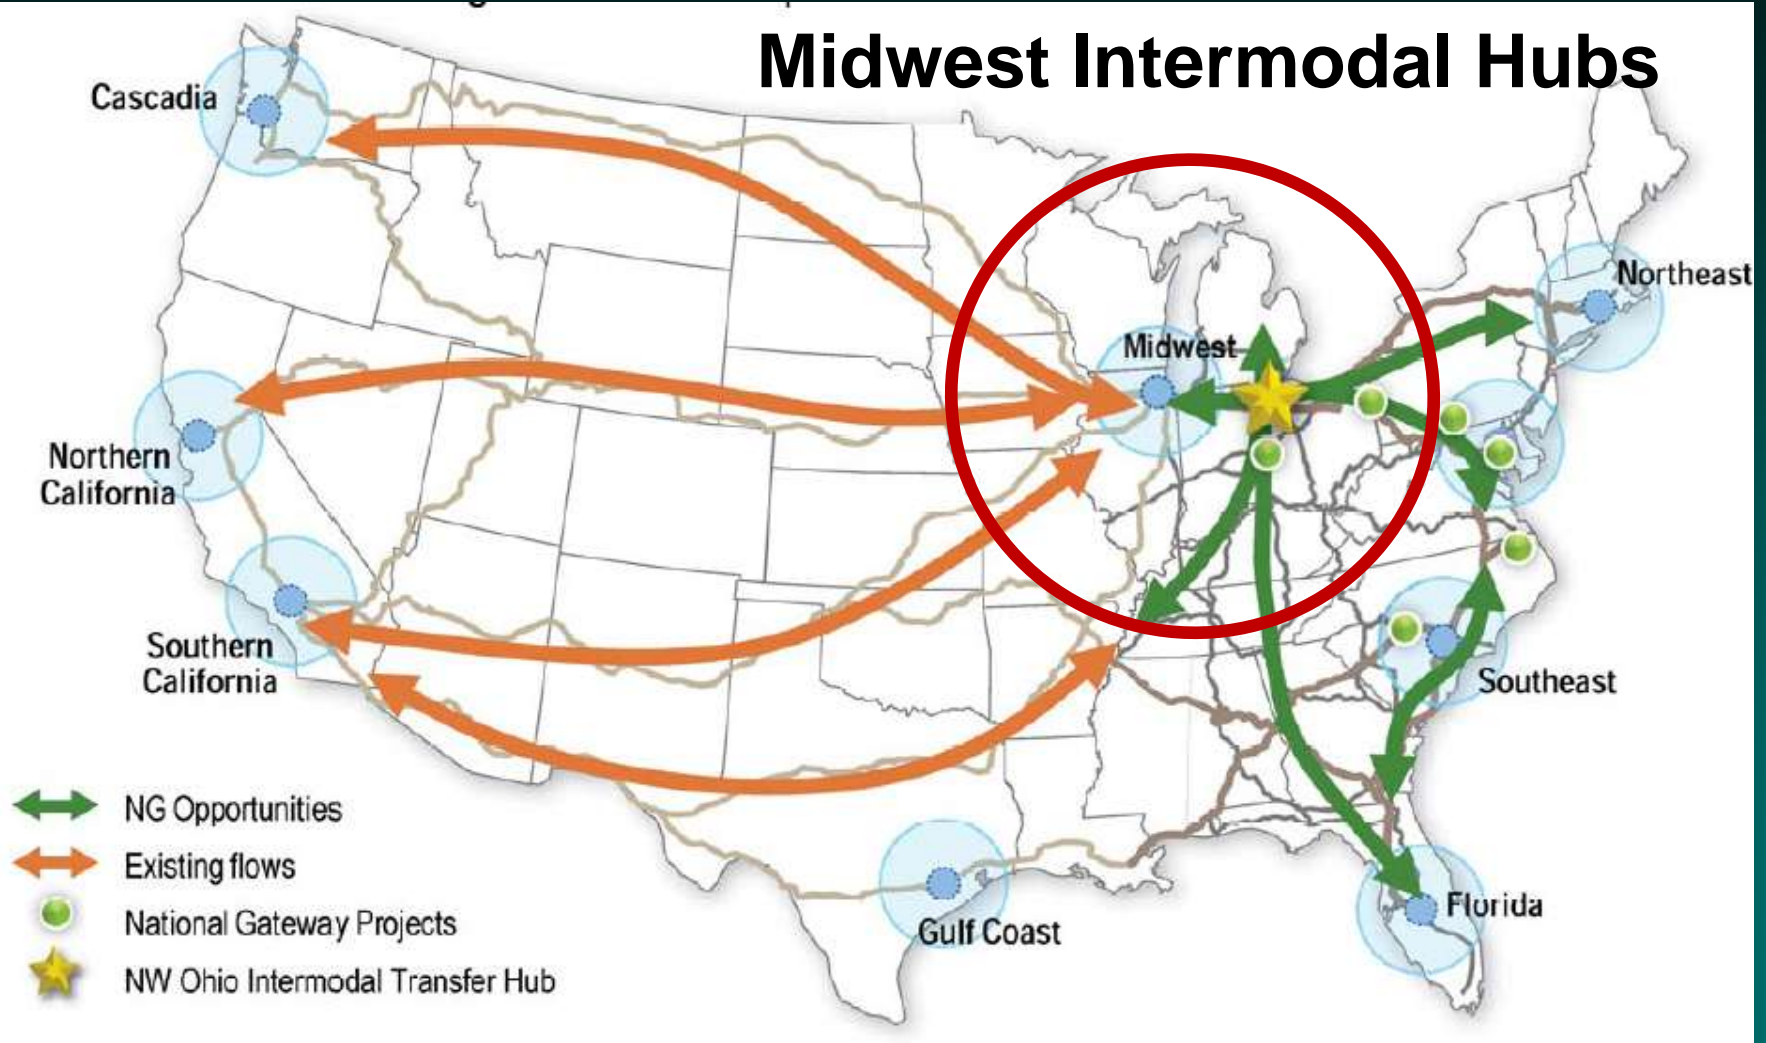 Midwest Intermodal Hubs
Cascadia
Northeast
Midwest
Northern
California
Southern
California
Southeast
NG Opportunities
Existing flows
National Gateway Projects
NW Ohio Intermodal Transfer Hub
Gulf Coast
Florida